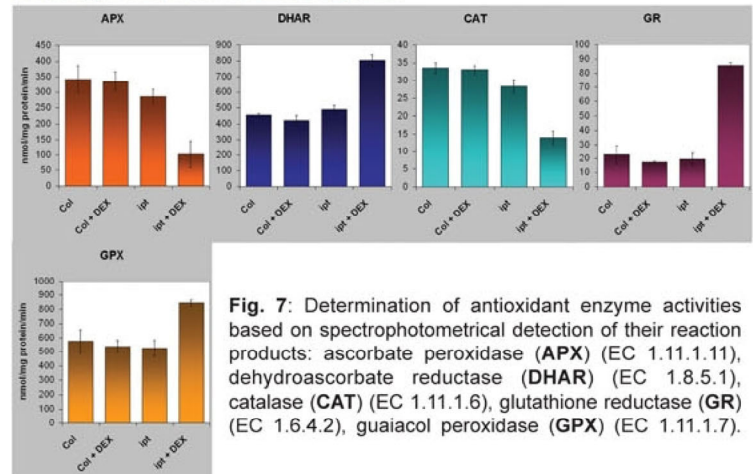 APX
DHAR
CAT
GR
nmol/mg protein/min
450
400
350
300
250
200
150
100
50
0
Col
Col + DEX
ipt
ipt + DEX
900
800
700
600
500
400
300
200
100
0
Col
Col + DEX
ipt
ipt + DEX
40
35
30
25
20
15
10
5
0
Col
Col + DEX
ipt
ipt + DEX
100
90
80
70
60
50
40
30
20
10
0
Col
Col + DEX
ipt
ipt + DEX
GPX
nmol/mg protein/min
1000
900
800
700
600
500
400
300
200
100
0
Col
Col + DEX
ipt
ipt + DEX
Fig. 7: Determination of antioxidant enzyme activities
based on spectrophotometrical detection of their reaction
products: ascorbate peroxidase (APX) (EC 1.11.1.11),
dehydroascorbate reductase (DHAR) (EC 1.8.5.1),
catalase (CAT) (EC 1.11.1.6), glutathione reductase (GR)
(EC 1.6.4.2), guaiacol peroxidase (GPX) (EC 1.11.1.7).